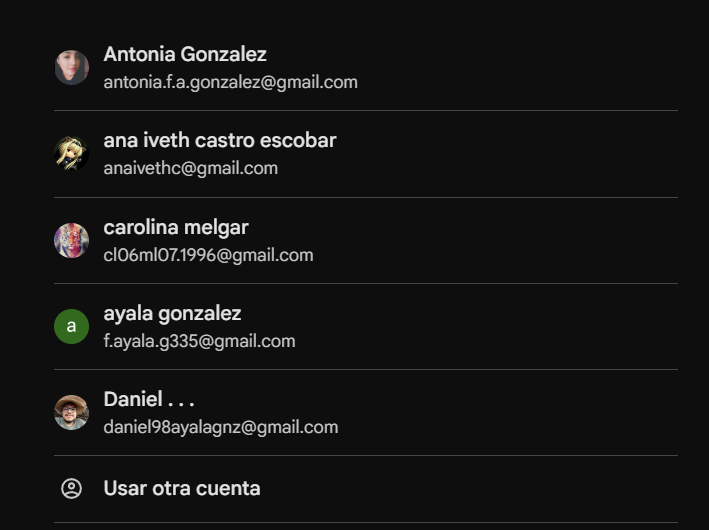 Antonia Gonzalez
antonia.f.a.gonzalez@gmail.com
ana iveth castro escobar
anaivethc@gmail.com
carolina melgar
cl06ml07.1996@gmail.com
a
ayala gonzalez
f.ayala.g335@gmail.com
Daniel . . .
daniel98ayalagnz@gmail.com
Usar otra cuenta